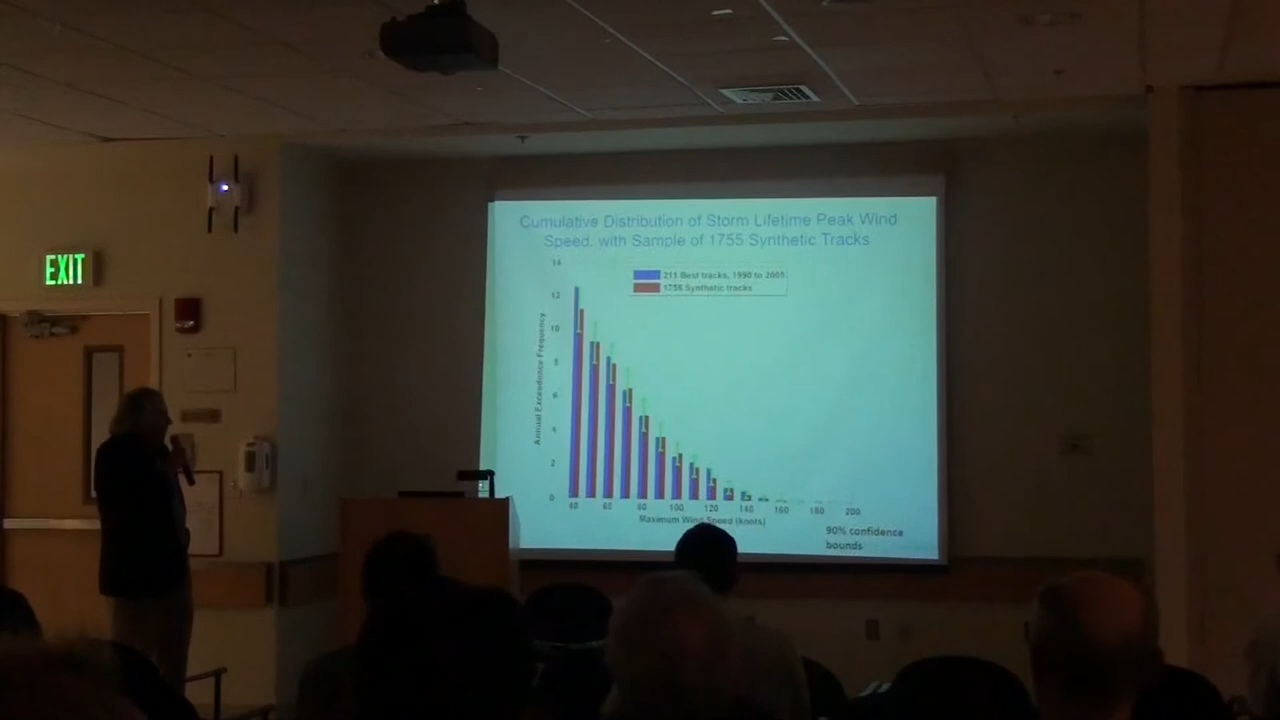 EXIT
Cumulative Distribution of Storm Lifetime Peak Wind
Speed, with Sample of 1755 Synthetic Tracks
211 Best tracks, 1990 to 2005
1755 Synthetic tracks
Annual Exceedence Frequency
14
12
10
8
6
4
2
0
40 60 80 100 120 140 160 180 200
Maximum Wind Speed (knots)
90% confidence
bounds